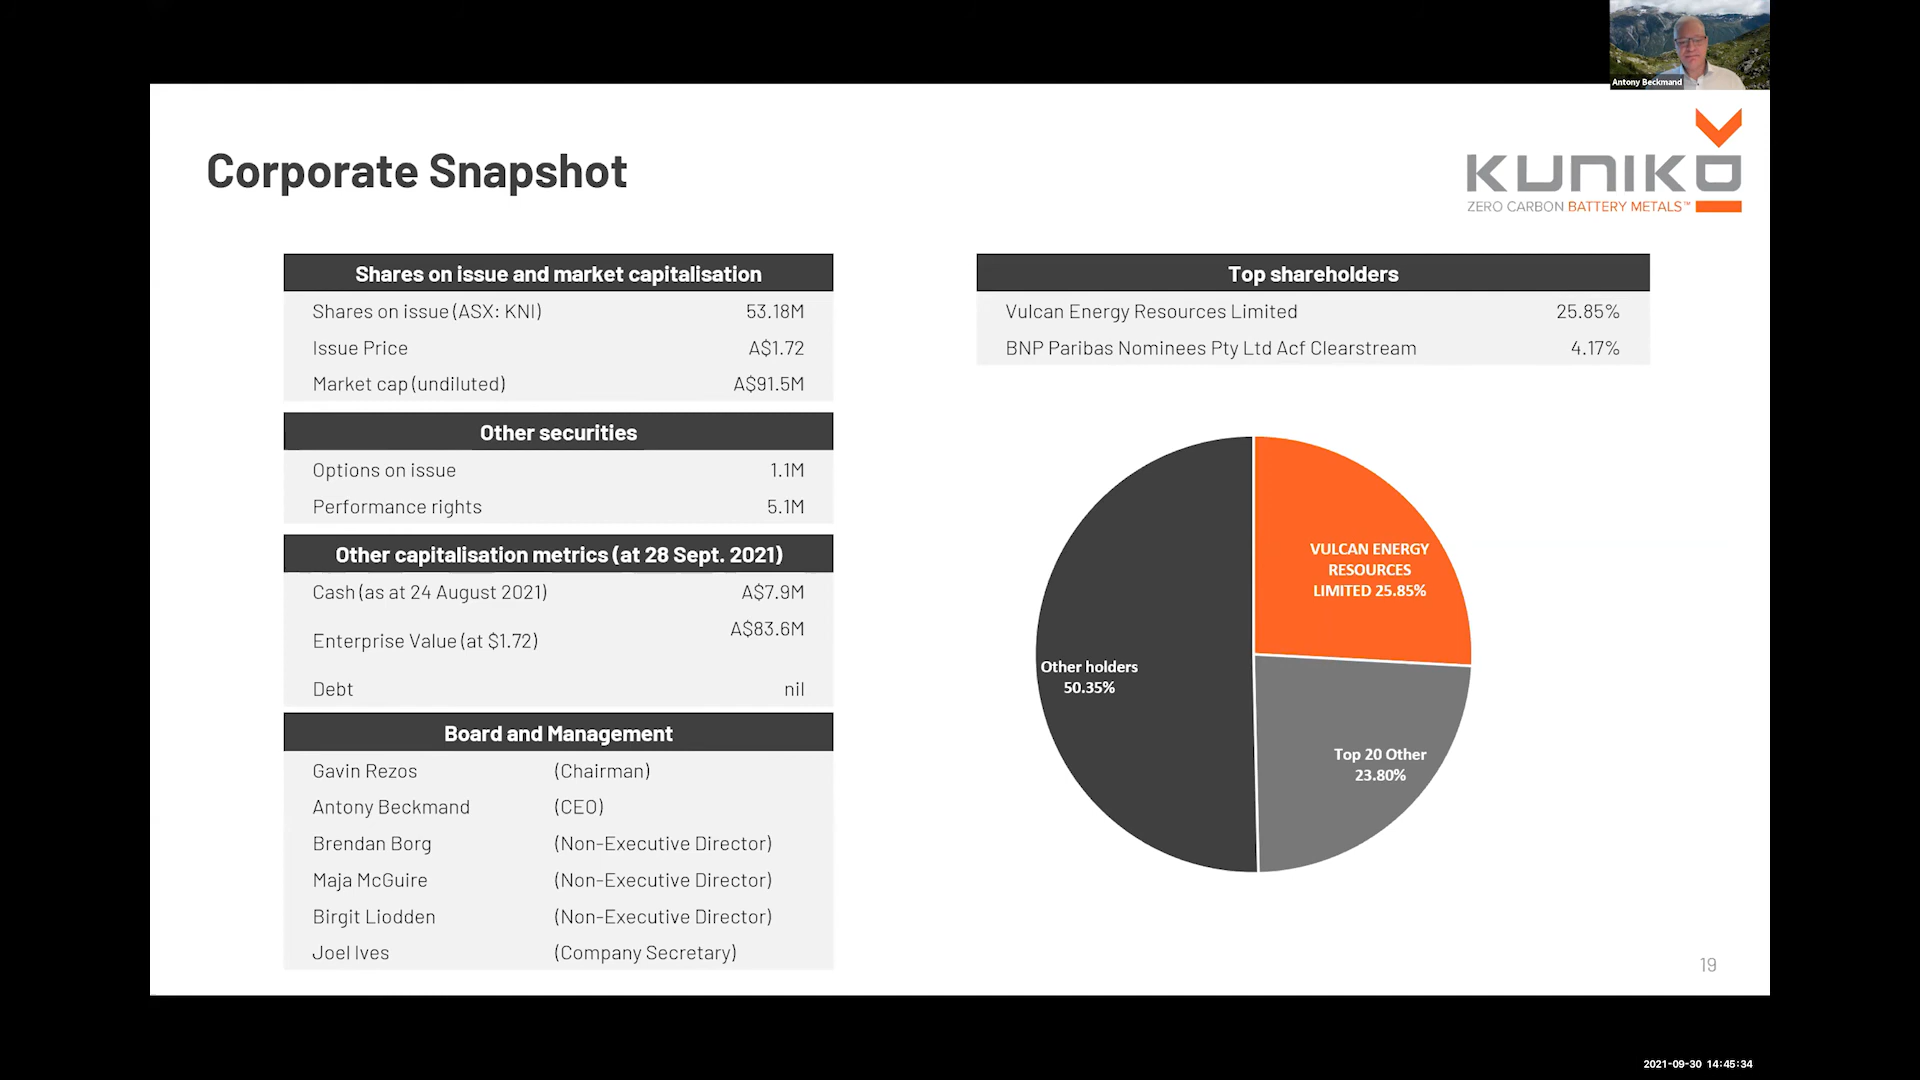 Antony Beckmand
Corporate Snapshot
KUNIKO
ZERO CARBON BATTERY METALS™
Shares on issue and market capitalisation
Shares on issue (ASX: KNI) 53.18M
Issue Price A$1.72
Market cap (undiluted) A$91.5M
Other securities
Options on issue 1.1M
Performance rights 5.1M
Other capitalisation metrics (at 28 Sept. 2021)
Cash (as at 24 August 2021) A$7.9M
Enterprise Value (at $1.72) A$83.6M
Debt nil
Board and Management
Gavin Rezos (Chairman)
Antony Beckmand (CEO)
Brendan Borg (Non-Executive Director)
Maja McGuire (Non-Executive Director)
Birgit Liodden (Non-Executive Director)
Joel Ives (Company Secretary)
Top shareholders
Vulcan Energy Resources Limited 25.85%
BNP Paribas Nominees Pty Ltd Acf Clearstream 4.17%
VULCAN ENERGY
RESOURCES
LIMITED 25.85%
Other holders
50.35%
Top 20 Other
23.80%
19
2021-09-30 14:45:34